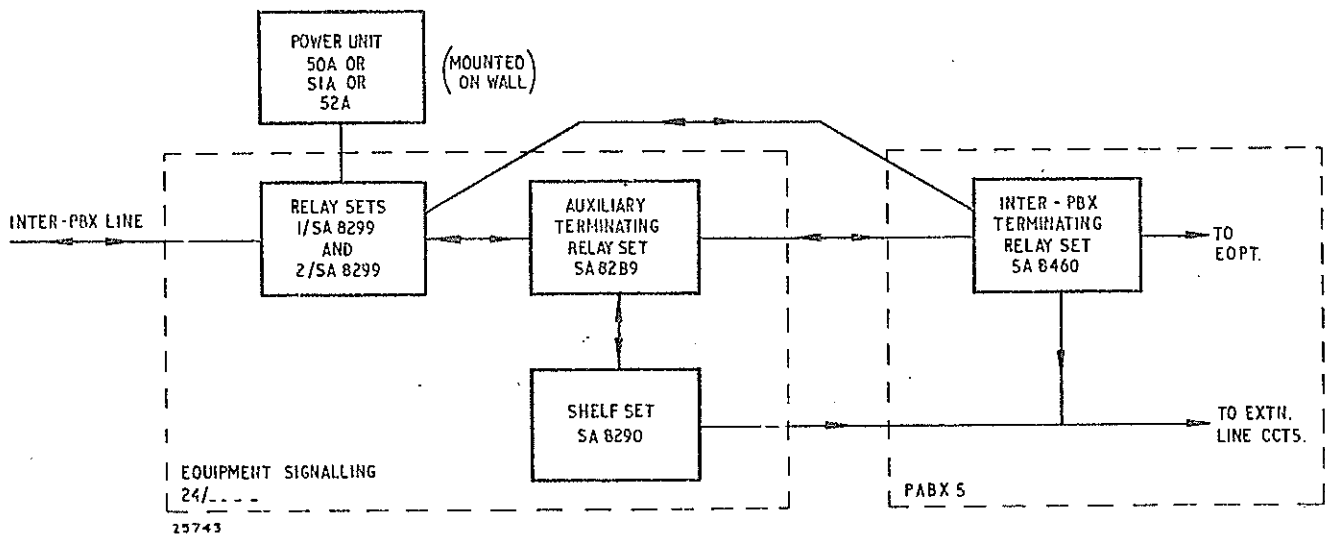 POWER UNIT
50A OR
51A OR
52A
(MOUNTED
ON WALL)
INTER-PBX LINE
RELAY SETS
1/SA 8299
AND
2/SA 8299
AUXILIARY
TERMINATING
RELAY SET
SA 8289
INTER - PBX
TERMINATING
RELAY SET
SA 8460
TO
EOPT.
SHELF SET
SA 8290
TO EXTN.
LINE CCTS.
EQUIPMENT SIGNALLING
24/_ _ _ _
PABX 5
25743